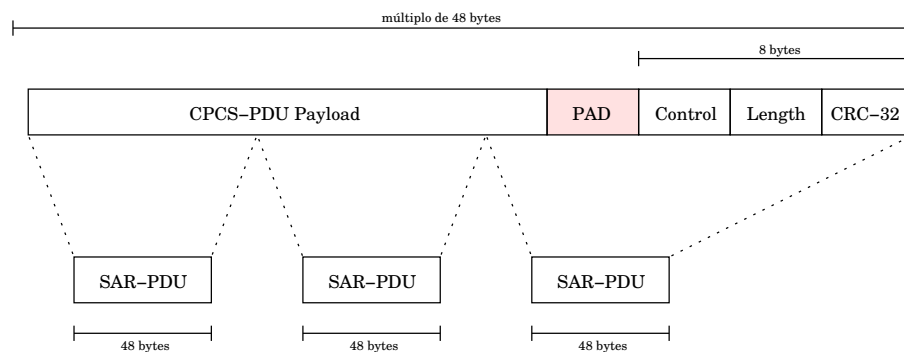 múltiplo de 48 bytes
8 bytes
CPCS–PDU Payload PAD Control Length CRC–32
SAR–PDU SAR–PDU SAR–PDU
48 bytes 48 bytes 48 bytes